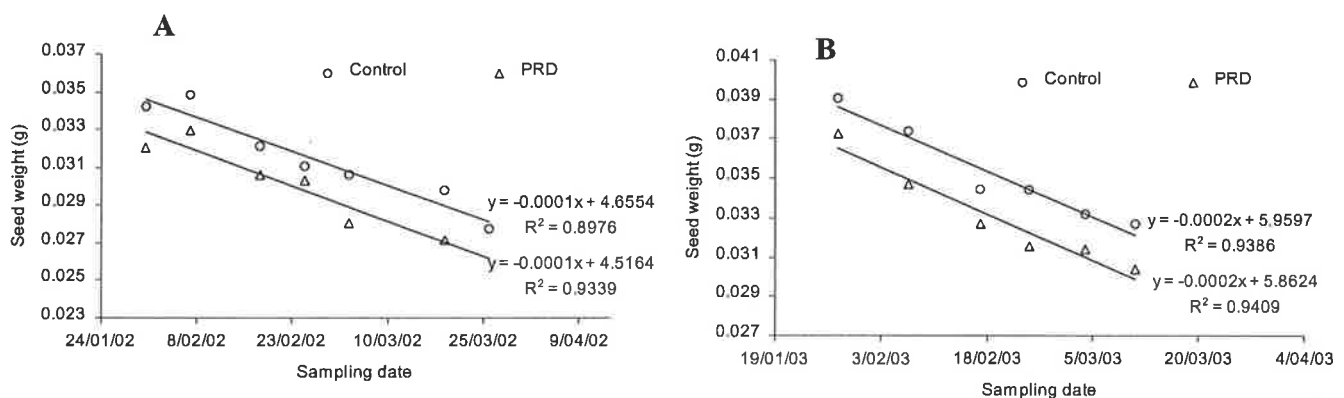 A
Seed weight (g)
0.037
0.035
0.033
0.031
0.029
0.027
0.025
0.023
Control
PRD
y = -0.0001x + 4.6554
R² = 0.8976
y = -0.0001x + 4.5164
R² = 0.9339
24/01/02 8/02/02 23/02/02 10/03/02 25/03/02 9/04/02
Sampling date
B
Seed weight (g)
0.041
0.039
0.037
0.035
0.033
0.031
0.029
0.027
Control
PRD
y = -0.0002x + 5.9597
R² = 0.9386
y = -0.0002x + 5.8624
R² = 0.9409
19/01/03 3/02/03 18/02/03 5/03/03 20/03/03 4/04/03
Sampling date